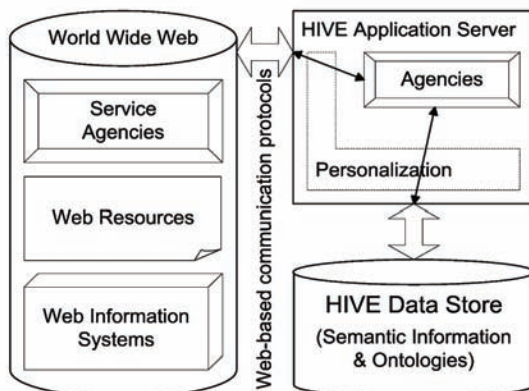 World Wide Web
Service
Agencies
Web Resources
Web Information
Systems
Web-based communication protocols
HIVE Application Server
Agencies
Personalization
HIVE Data Store
(Semantic Information
& Ontologies)